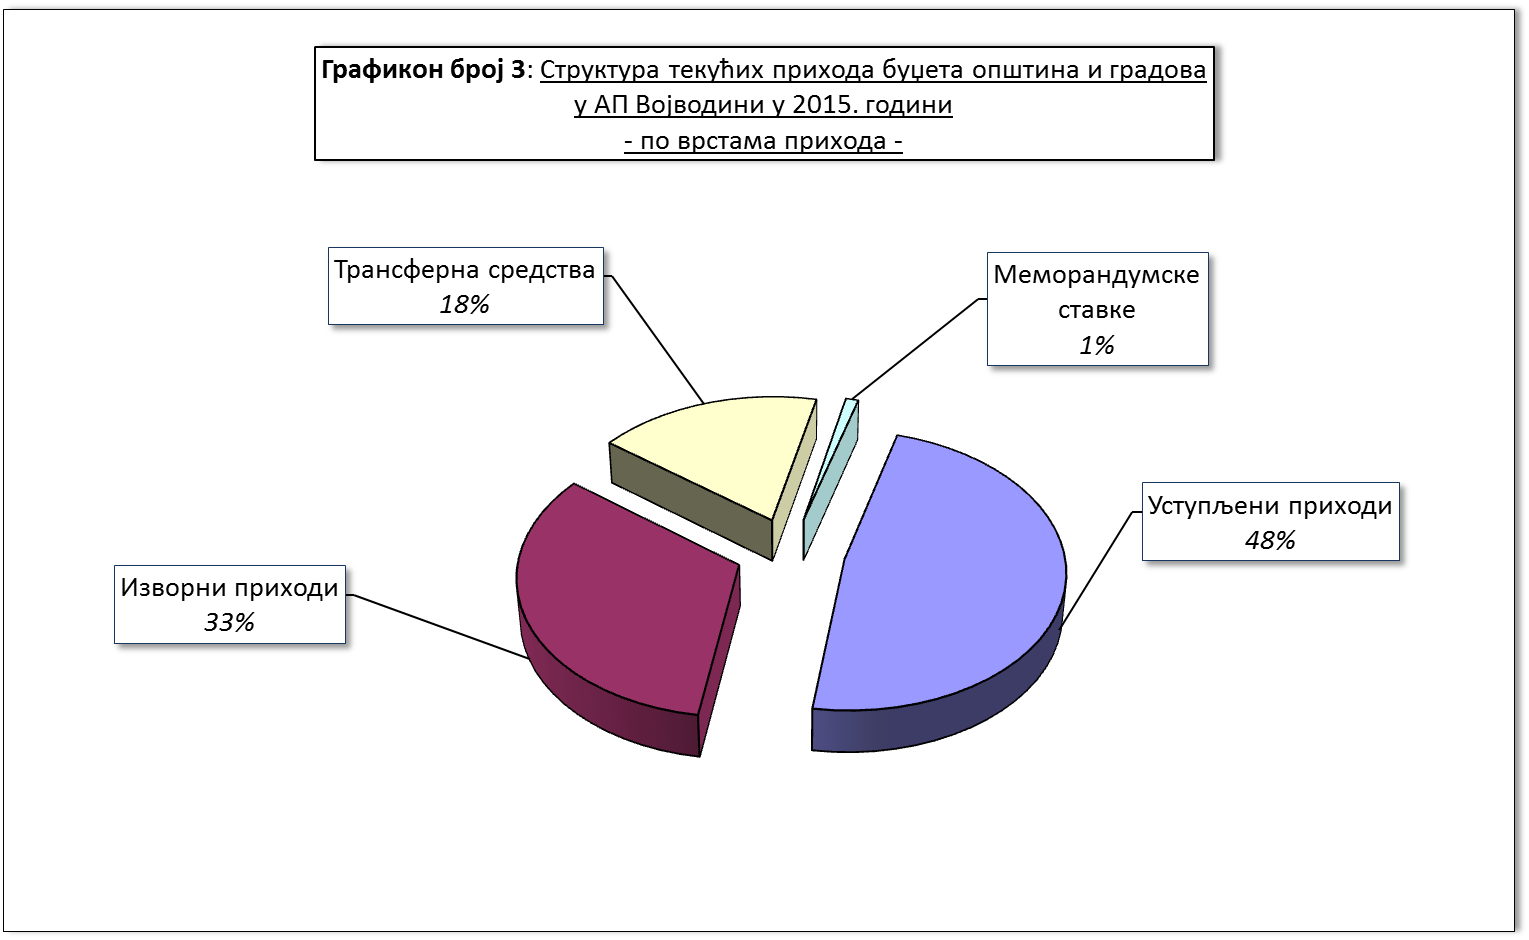 Графикон број 3: Структура текућих прихода буџета општина и градова
у АП Војводини у 2015. години
- по врстама прихода -
Трансферна средства
18%
Меморандумске
ставке
1%
Уступљени приходи
48%
Изворни приходи
33%